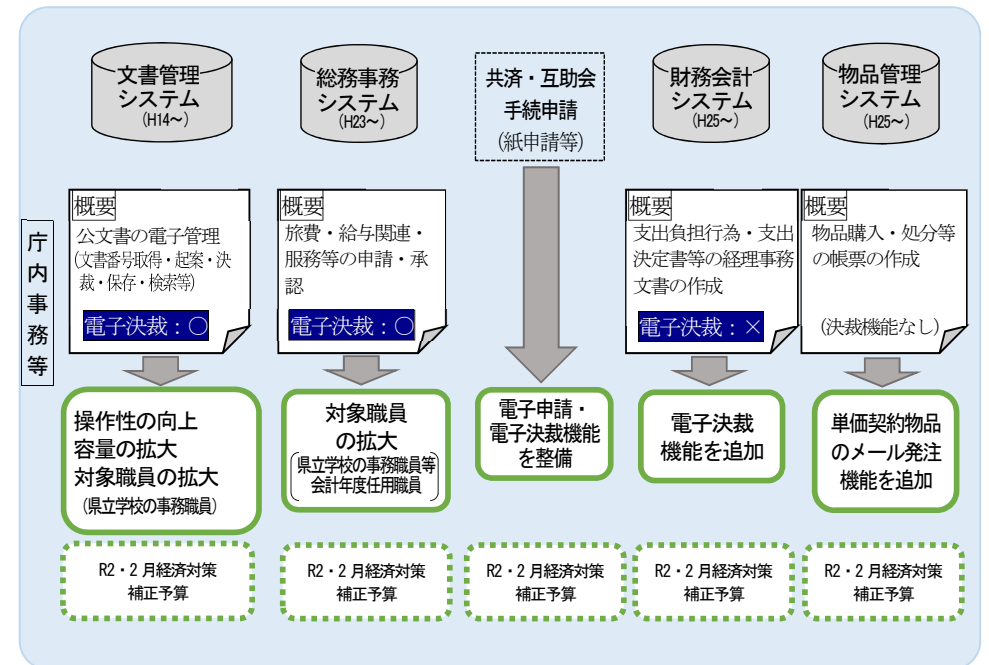 文書管理
システム
(H14～)
総務事務
システム
(H23～)
共済・互助会
手続申請
(紙申請等)
財務会計
システム
(H25～)
物品管理
システム
(H25～)
庁内事務等
概要
公文書の電子管理
(文書番号取得・起案・決
裁・保存・検索等)
電子決裁：○
概要
旅費・給与関連・
服務等の申請・承
認
電子決裁：○
概要
支出負担行為・支出
決定書等の経理事務
文書の作成
電子決裁：×
概要
物品購入・処分等
の帳票の作成
(決裁機能なし)
操作性の向上
容量の拡大
対象職員の拡大
(県立学校の事務職員)
対象職員
の拡大
県立学校の事務職員等
会計年度任用職員
電子申請・
電子決裁機能
を整備
電子決裁
機能を追加
単価契約物品
のメール発注
機能を追加
R2・2月経済対策
補正予算
R2・2月経済対策
補正予算
R2・2月経済対策
補正予算
R2・2月経済対策
補正予算
R2・2月経済対策
補正予算